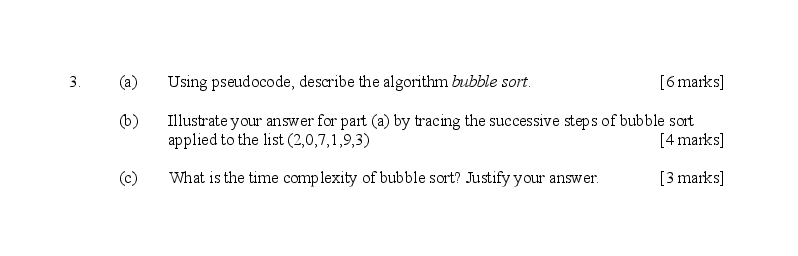 3. (a) Using pseudocode, describe the algorithm bubble sort. [6 marks]
(b) Illustrate your answer for part (a) by tracing the successive steps of bubble sort
applied to the list (2,0,7,1,9,3) [4 marks]
(c) What is the time complexity of bubble sort? Justify your answer. [3 marks]